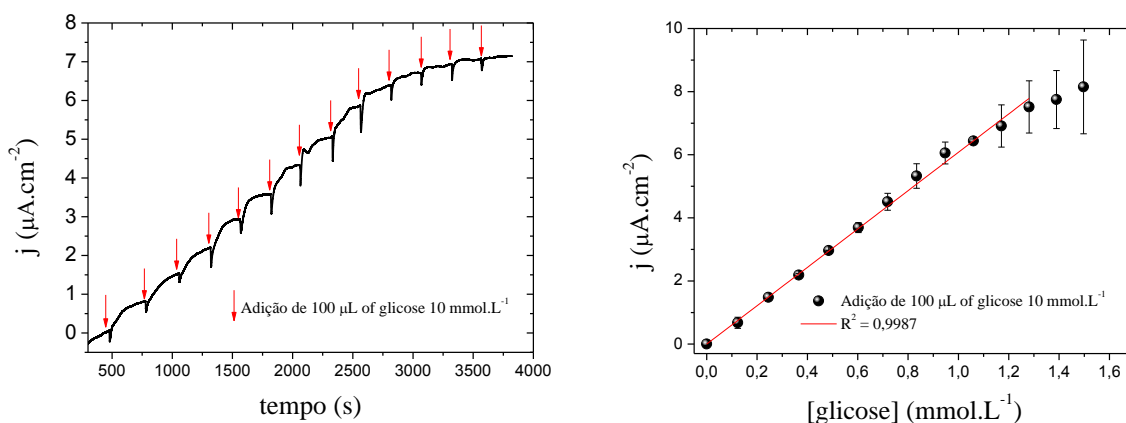 8
7
6
5
4
3
2
1
0
j (µA.cm-2)
Adição de 100 µL of glicose 10 mmol.L-1
500 1000 1500 2000 2500 3000 3500 4000
tempo (s)
10
8
6
4
2
0
j (µA.cm-2)
Adição de 100 µL of glicose 10 mmol.L-1
R2 = 0,9987
0,0 0,2 0,4 0,6 0,8 1,0 1,2 1,4 1,6
[glicose] (mmol.L-1)